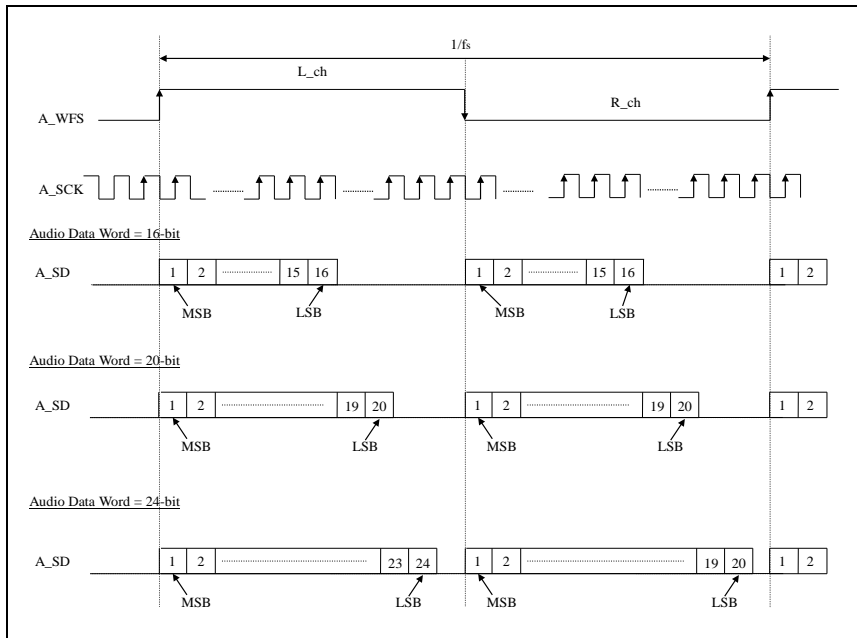 1/fs
L_ch
R_ch
A_WFS
A_SCK
Audio Data Word = 16-bit
A_SD 1 2 15 16 1 2 15 16 1 2
MSB LSB MSB LSB
Audio Data Word = 20-bit
A_SD 1 2 19 20 1 2 19 20 1 2
MSB LSB MSB LSB
Audio Data Word = 24-bit
A_SD 1 2 23 24 1 2 19 20 1 2
MSB LSB MSB LSB